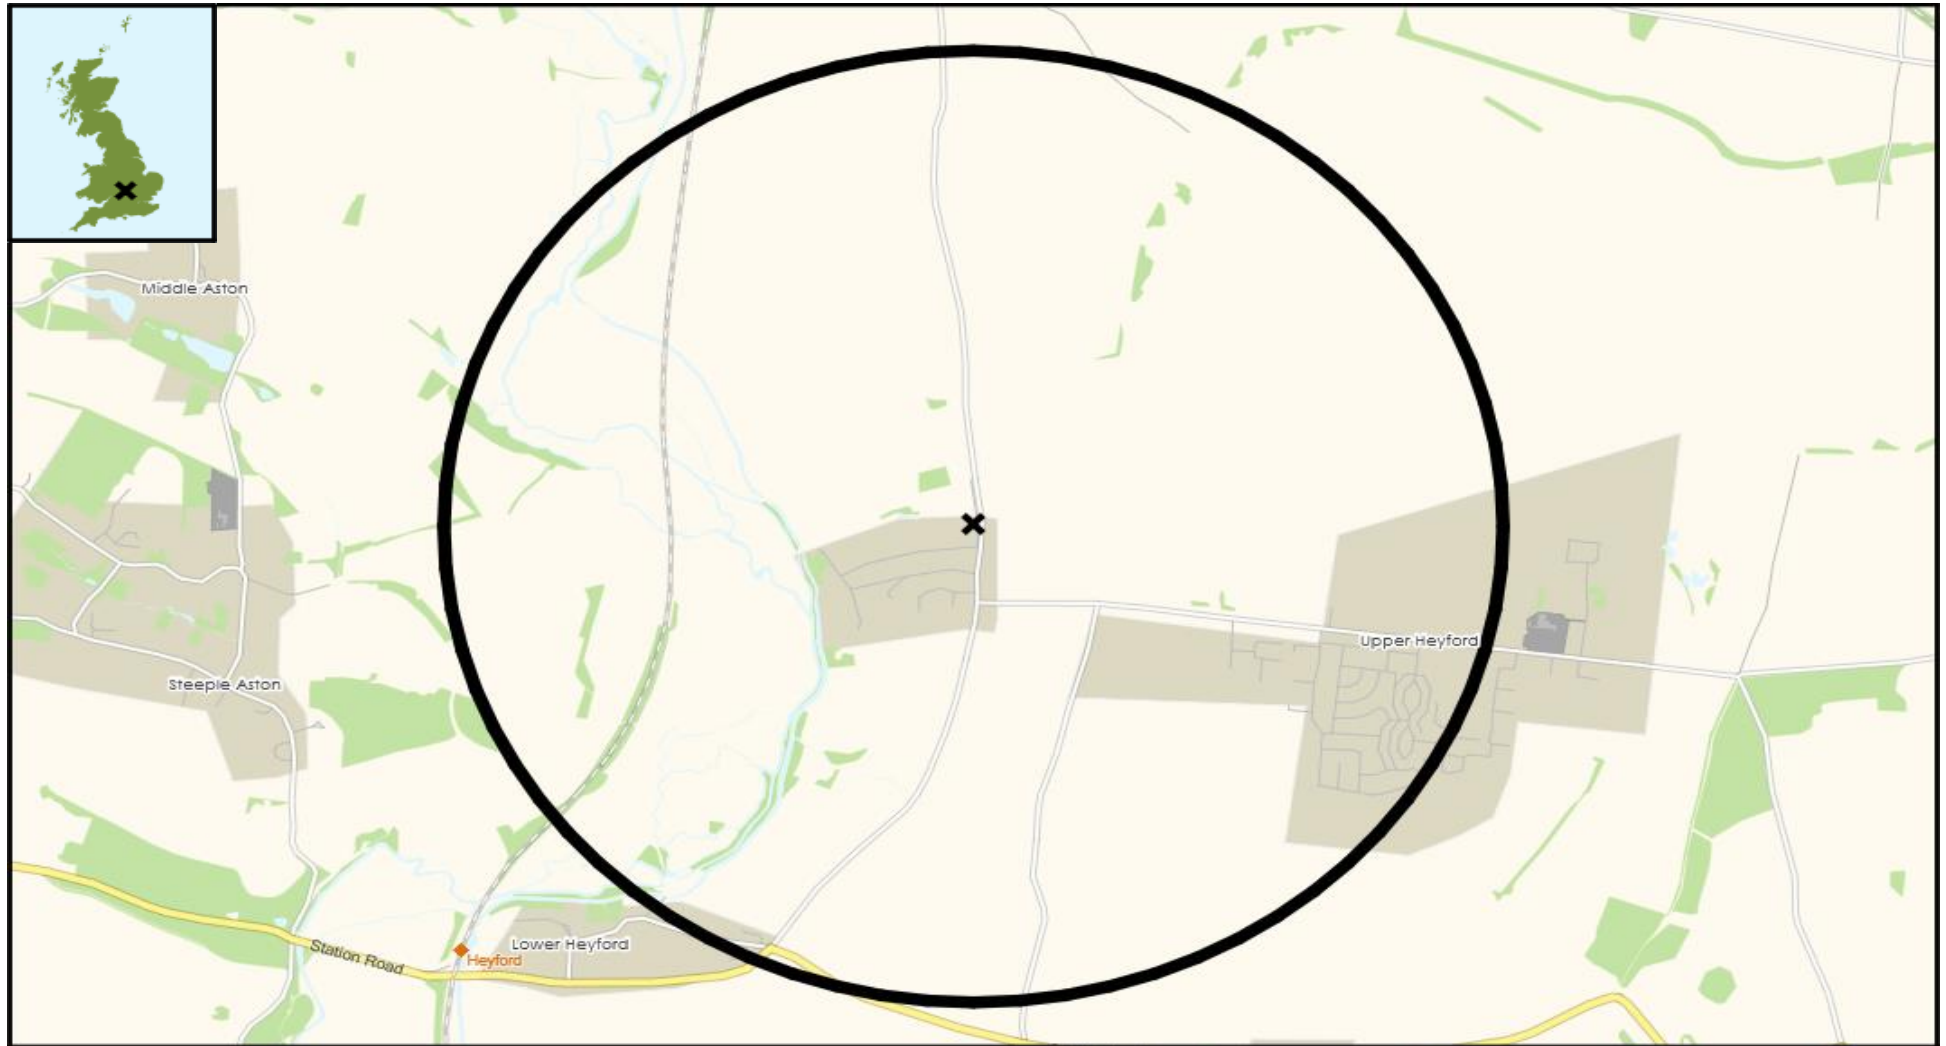 Middle Aston
Upper Heyford
Steeple Aston
Lower Heyford
Station Road
Heyford